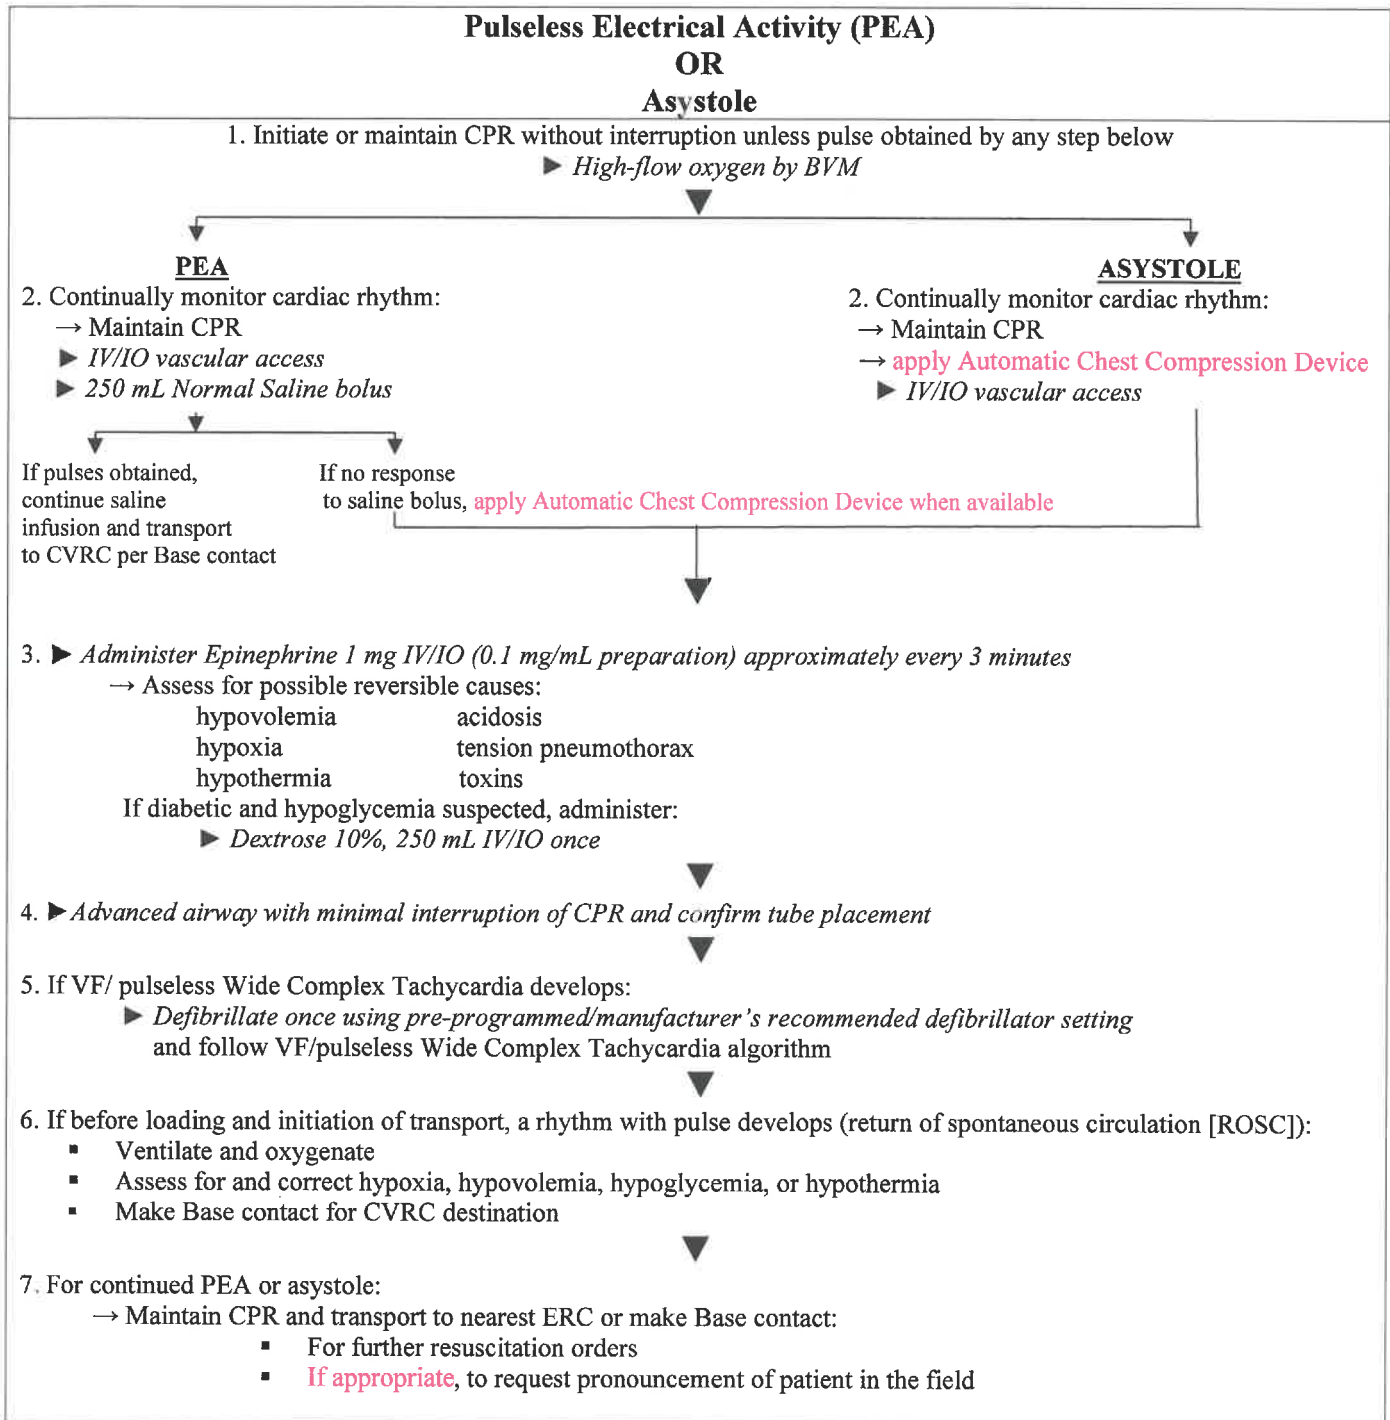 Pulseless Electrical Activity (PEA)
OR
Asystole
1. Initiate or maintain CPR without interruption unless pulse obtained by any step below
► High-flow oxygen by BVM
PEA
2. Continually monitor cardiac rhythm:
→ Maintain CPR
► IV/IO vascular access
► 250 mL Normal Saline bolus
If pulses obtained,
continue saline
infusion and transport
to CVRC per Base contact
If no response
to saline bolus, apply Automatic Chest Compression Device when available
ASYSTOLE
2. Continually monitor cardiac rhythm:
→ Maintain CPR
→ apply Automatic Chest Compression Device
► IV/IO vascular access
3. ► Administer Epinephrine 1 mg IV/IO (0.1 mg/mL preparation) approximately every 3 minutes
→ Assess for possible reversible causes:
hypovolemia acidosis
hypoxia tension pneumothorax
hypothermia toxins
If diabetic and hypoglycemia suspected, administer:
► Dextrose 10%, 250 mL IV/IO once
4. ►Advanced airway with minimal interruption of CPR and confirm tube placement
5. If VF/ pulseless Wide Complex Tachycardia develops:
► Defibrillate once using pre-programmed/manufacturer's recommended defibrillator setting
and follow VF/pulseless Wide Complex Tachycardia algorithm
6. If before loading and initiation of transport, a rhythm with pulse develops (return of spontaneous circulation [ROSC]):
▪ Ventilate and oxygenate
▪ Assess for and correct hypoxia, hypovolemia, hypoglycemia, or hypothermia
▪ Make Base contact for CVRC destination
7. For continued PEA or asystole:
→ Maintain CPR and transport to nearest ERC or make Base contact:
▪ For further resuscitation orders
▪ If appropriate, to request pronouncement of patient in the field